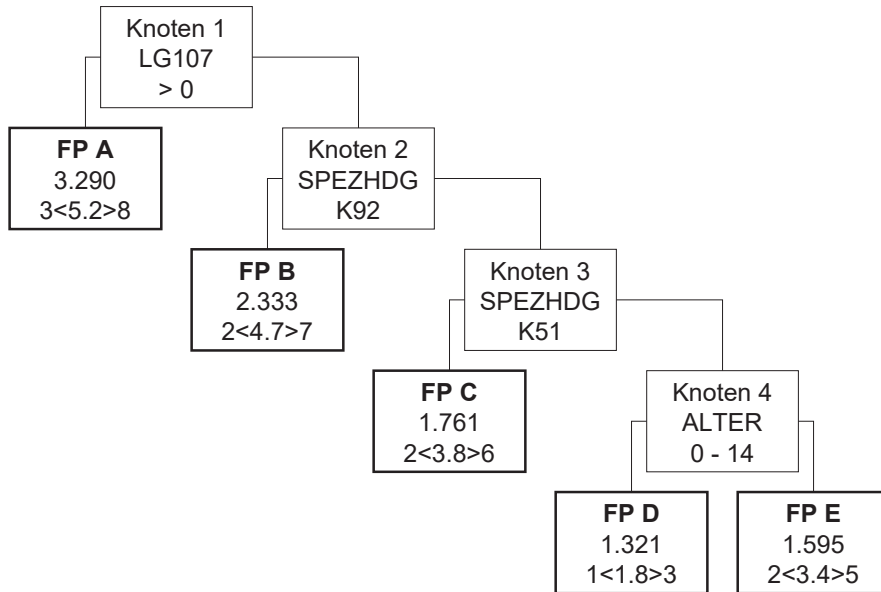 Knoten 1
LG107
> 0
FP A
3.290
3<5.2>8
Knoten 2
SPEZHDG
K92
FP B
2.333
2<4.7>7
Knoten 3
SPEZHDG
K51
FP C
1.761
2<3.8>6
Knoten 4
ALTER
0 - 14
FP D
1.321
1<1.8>3
FP E
1.595
2<3.4>5